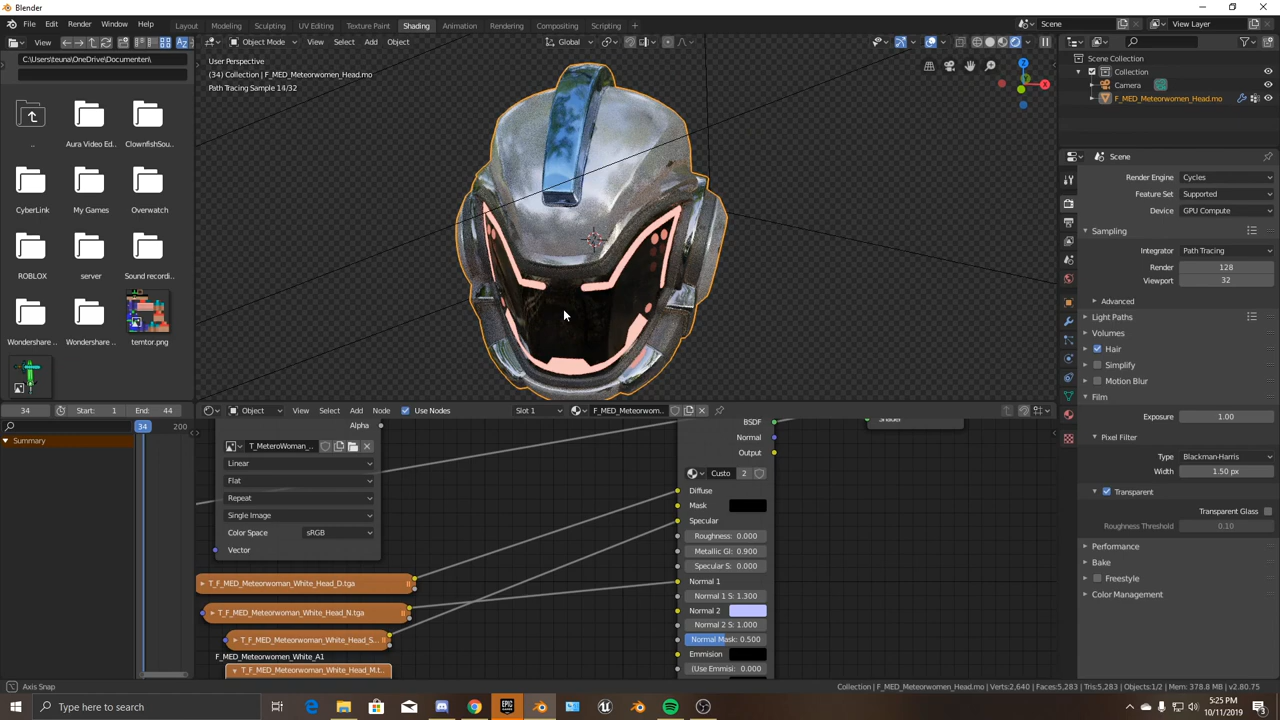 Blender
File Edit Render Window Help Layout Modeling Sculpting UV Editing Texture Paint Shading Animation Rendering Compositing Scripting + Scene View Layer
View Object Mode View Select Add Object Global
C:\Users\teuna\OneDrive\Documenten\
User Perspective
(34) Collection | F_MED_Meteorwomen_Head.mo
Path Tracing Sample 14/32
..
Aura Video Ed..
ClownfishSou..
CyberLink
My Games
Overwatch
ROBLOX
server
Sound recordi..
Wondershare ..
Wondershare ..
temtor.png
Scene Collection
Collection
Camera
F_MED_Meteorwomen_Head.mo
Scene
Render Engine Cycles
Feature Set Supported
Device GPU Compute
Sampling
Integrator Path Tracing
Render 128
Viewport 32
Advanced
Light Paths
Volumes
Hair
Simplify
Motion Blur
Film
Exposure 1.00
Pixel Filter
Type Blackman-Harris
Width 1.50 px
Transparent
Transparent Glass
Roughness Threshold 0.10
Performance
Bake
Freestyle
Color Management
34 Start: 1 End: 44
34 200
Summary
Object View Select Add Node Use Nodes Slot 1 F_MED_Meteorwom..
Alpha
T_MeteroWoman_..
Linear
Flat
Repeat
Single Image
Color Space sRGB
Vector
T_F_MED_Meteorwoman_White_Head_D.tga
T_F_MED_Meteorwoman_White_Head_N.tga
T_F_MED_Meteorwoman_White_Head_S...
F_MED_Meteorwomen_White_A1
T_F_MED_Meteorwoman_White_Head_M.t..
BSDF
Normal
Output
Custo 2
Diffuse
Mask
Specular
Roughness: 0.000
Metallic Gl: 0.900
Specular S: 0.000
Normal 1
Normal 1 S: 1.300
Normal 2
Normal 2 S: 1.000
Normal Mask: 0.500
Emmision
(Use Emmisi: 0.000
Axis Snap
Collection | F_MED_Meteorwomen_Head.mo | Verts:2,640 | Faces:5,283 | Tris:5,283 | Objects:1/2 | Mem: 378.8 MB | v2.80.75
Type here to search
5:25 PM
10/11/2019